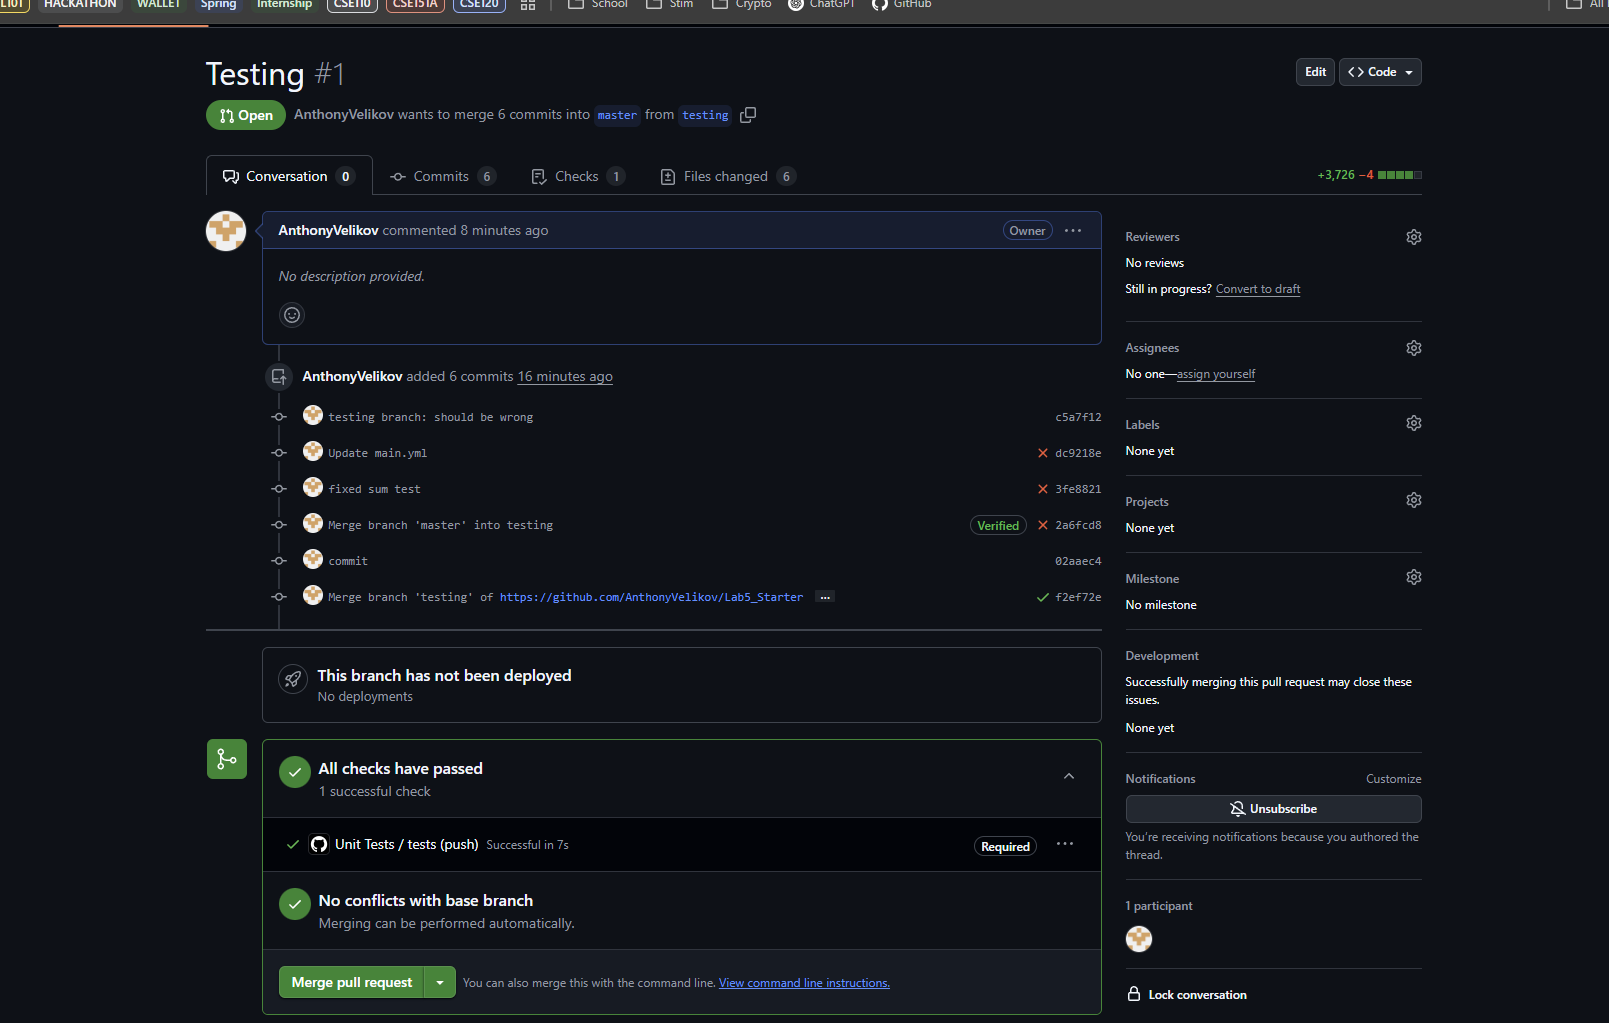 L101 HACKATHON WALLET Spring Internship CSE110 CSE151A CSE120 School Stim Crypto ChatGPT GitHub All
Testing #1
Edit
Code
Open
AnthonyVelikov wants to merge 6 commits into master from testing
Conversation 0
Commits 6
Checks 1
Files changed 6
+3,726 −4
AnthonyVelikov commented 8 minutes ago
Owner
No description provided.
AnthonyVelikov added 6 commits 16 minutes ago
testing branch: should be wrong c5a7f12
Update main.yml dc9218e
fixed sum test 3fe8821
Merge branch 'master' into testing Verified 2a6fcd8
commit 02aaec4
Merge branch 'testing' of https://github.com/AnthonyVelikov/Lab5_Starter ... f2ef72e
This branch has not been deployed
No deployments
All checks have passed
1 successful check
Unit Tests / tests (push) Successful in 7s Required
No conflicts with base branch
Merging can be performed automatically.
Merge pull request
You can also merge this with the command line. View command line instructions.
Reviewers
No reviews
Still in progress? Convert to draft
Assignees
No one—assign yourself
Labels
None yet
Projects
None yet
Milestone
No milestone
Development
Successfully merging this pull request may close these
issues.
None yet
Notifications Customize
Unsubscribe
You're receiving notifications because you authored the
thread.
1 participant
Lock conversation